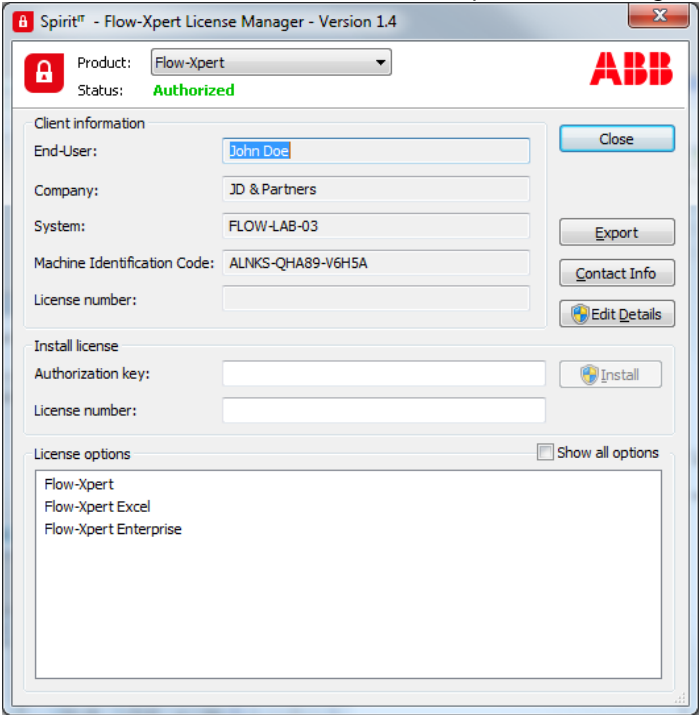 Spirit^IT - Flow-Xpert License Manager - Version 1.4
Product: Flow-Xpert
ABB
Status: Authorized
Client information
Close
End-User: John Doe
Company: JD & Partners
System: FLOW-LAB-03
Export
Machine Identification Code: ALNKS-QHA89-V6H5A
Contact Info
License number:
Edit Details
Install license
Authorization key:
Install
License number:
License options
Show all options
Flow-Xpert
Flow-Xpert Excel
Flow-Xpert Enterprise